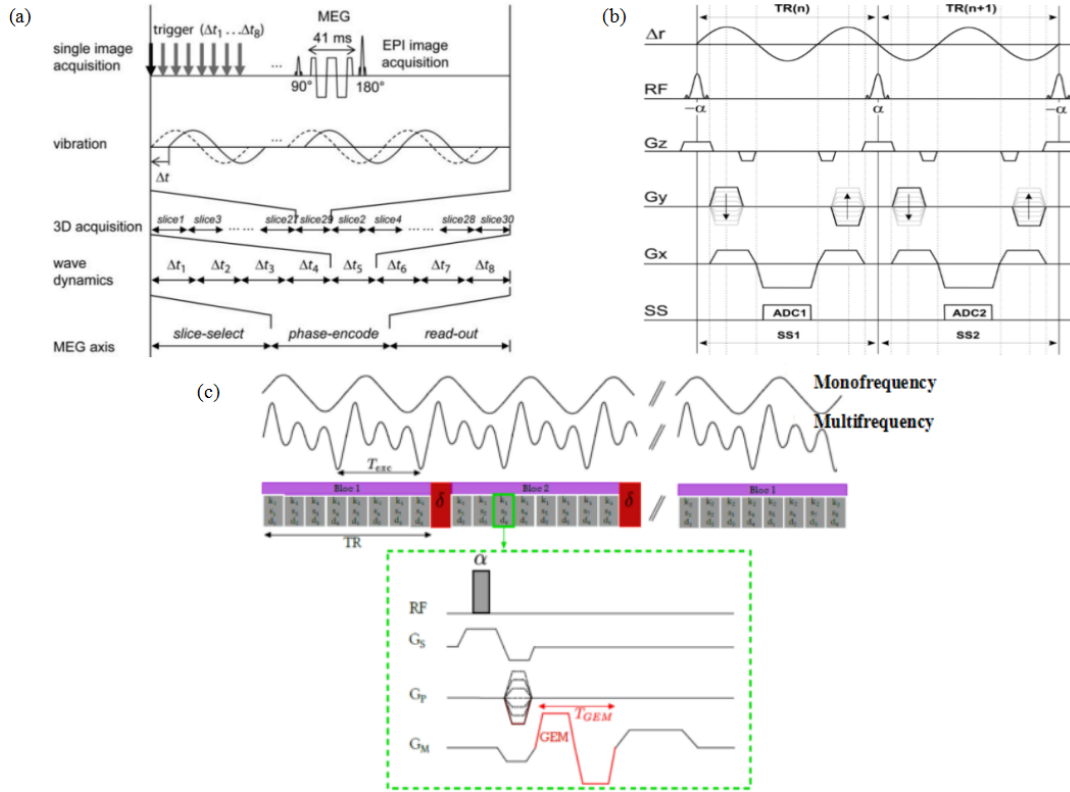 (a)
MEG
trigger (Δt₁ ...Δt₈)
41 ms
EPI image
acquisition
single image
acquisition
...
90°
180°
vibration
...
Δt
slice1 slice3 ...... slice27 slice29 slice2 slice4 ...... slice28 slice30
3D acquisition
wave
dynamics
Δt₁ Δt₂ Δt₃ Δt₄ Δt₅ Δt₆ Δt₇ Δt₈
slice-select phase-encode read-out
MEG axis
(b)
TR(n) TR(n+1)
Δr
RF
−α α −α
Gz
Gy
Gx
SS
ADC1 ADC2
SS1 SS2
(c)
//
Monofrequency
//
Multifrequency
Texc
Bloc 1 δ Bloc 2 δ // Bloc 1
TR
α
RF
GS
GP
TGEM
GEM
GM